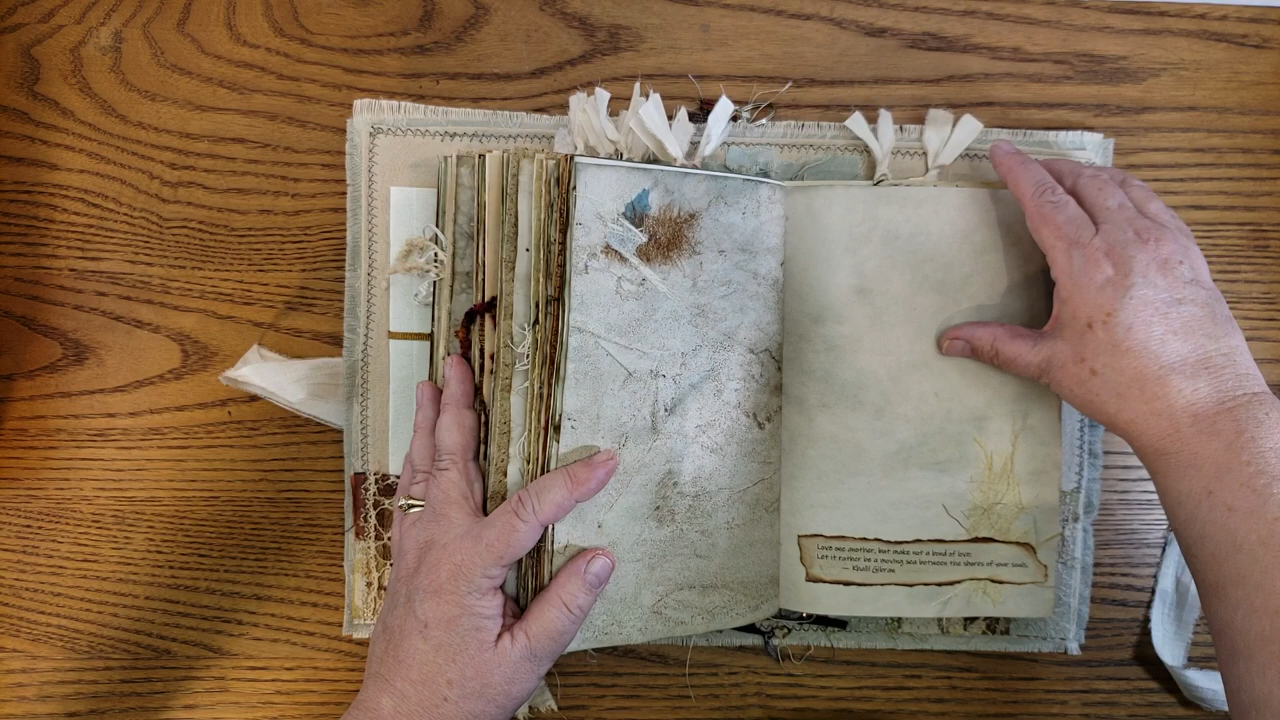 Love one another, but make not a bond of love:
Let it rather be a moving sea between the shores of your souls.
— Khalil Gibran